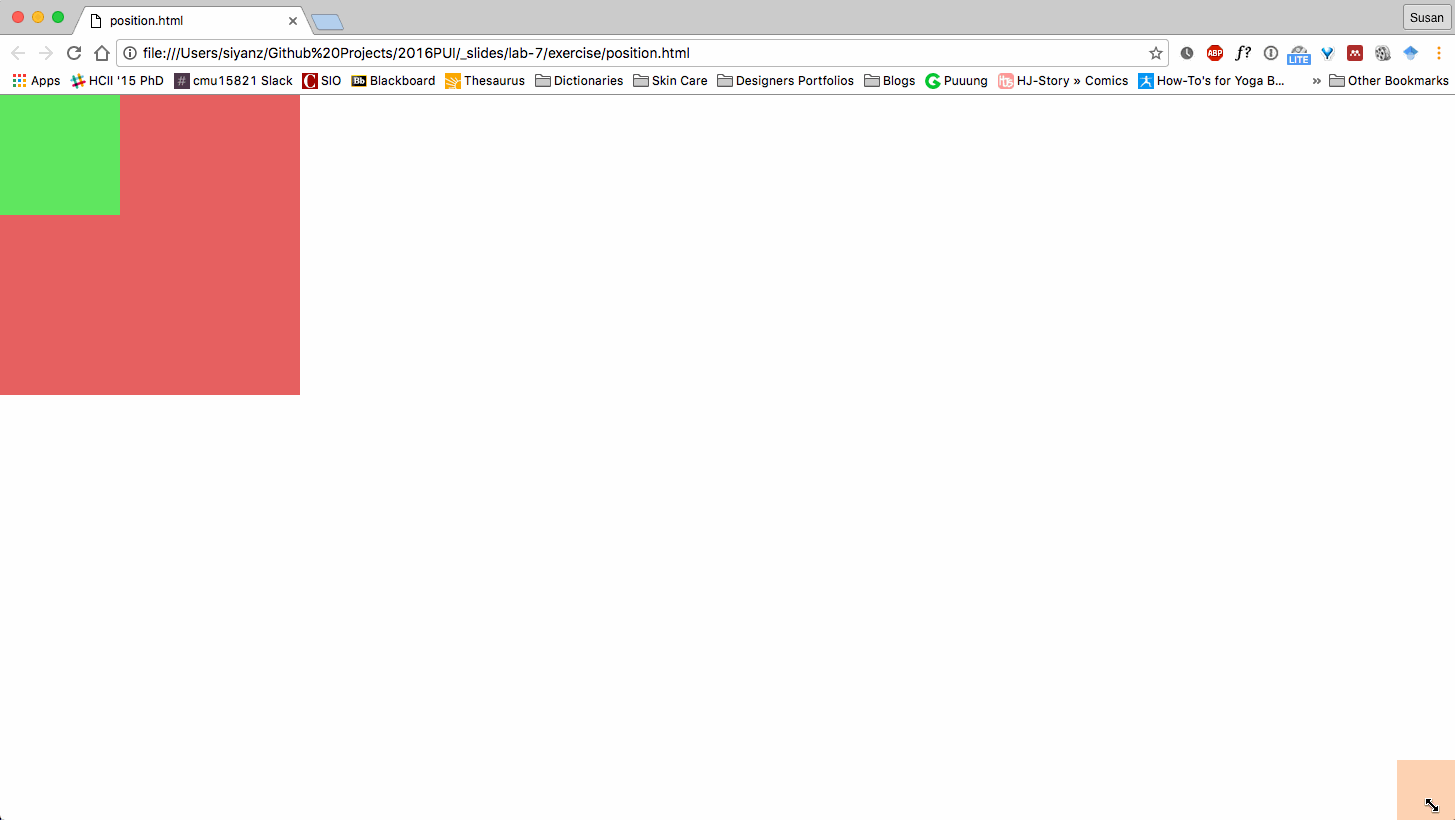 position.html
Susan
file:///Users/siyanz/Github%20Projects/2016PUI/_slides/lab-7/exercise/position.html
ABP f? LITE
Apps HCII '15 PhD # cmu15821 Slack C SIO Bb Blackboard Thesaurus Dictionaries Skin Care Designers Portfolios Blogs Puuung HJ-Story » Comics How-To's for Yoga B... » Other Bookmarks